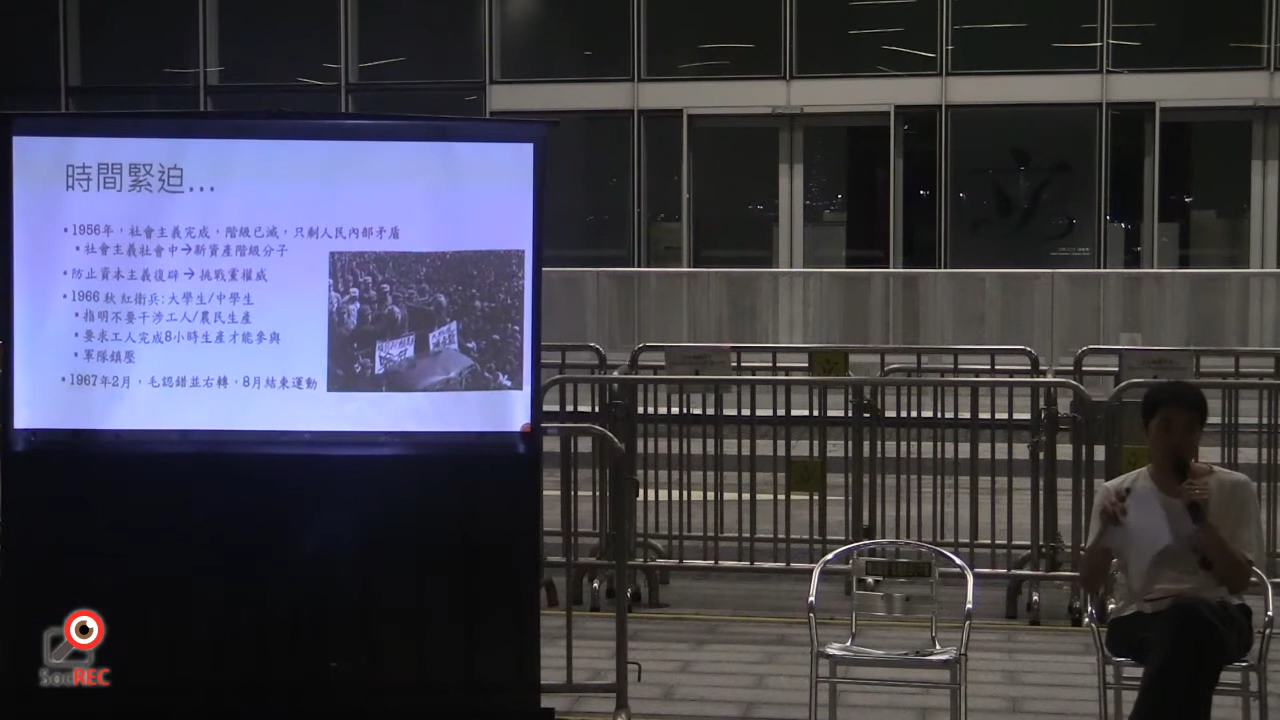 時間緊迫...
• 1956年，社會主義完成，階級已滅，只剩人民內部矛盾
• 社會主義社會中→新資產階級分子
• 防止資本主義復辟→挑戰黨權威
• 1966 秋 紅衛兵: 大學生/中學生
• 指明不要干涉工人/農民生產
• 要求工人完成8小時生產才能參與
• 軍隊鎮壓
• 1967年2月，毛認錯並右轉，8月結束運動
立
SocREC